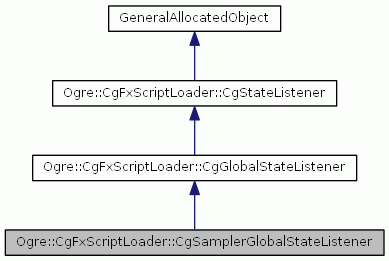 GeneralAllocatedObject
Ogre::CgFxScriptLoader::CgStateListener
Ogre::CgFxScriptLoader::CgGlobalStateListener
Ogre::CgFxScriptLoader::CgSamplerGlobalStateListener